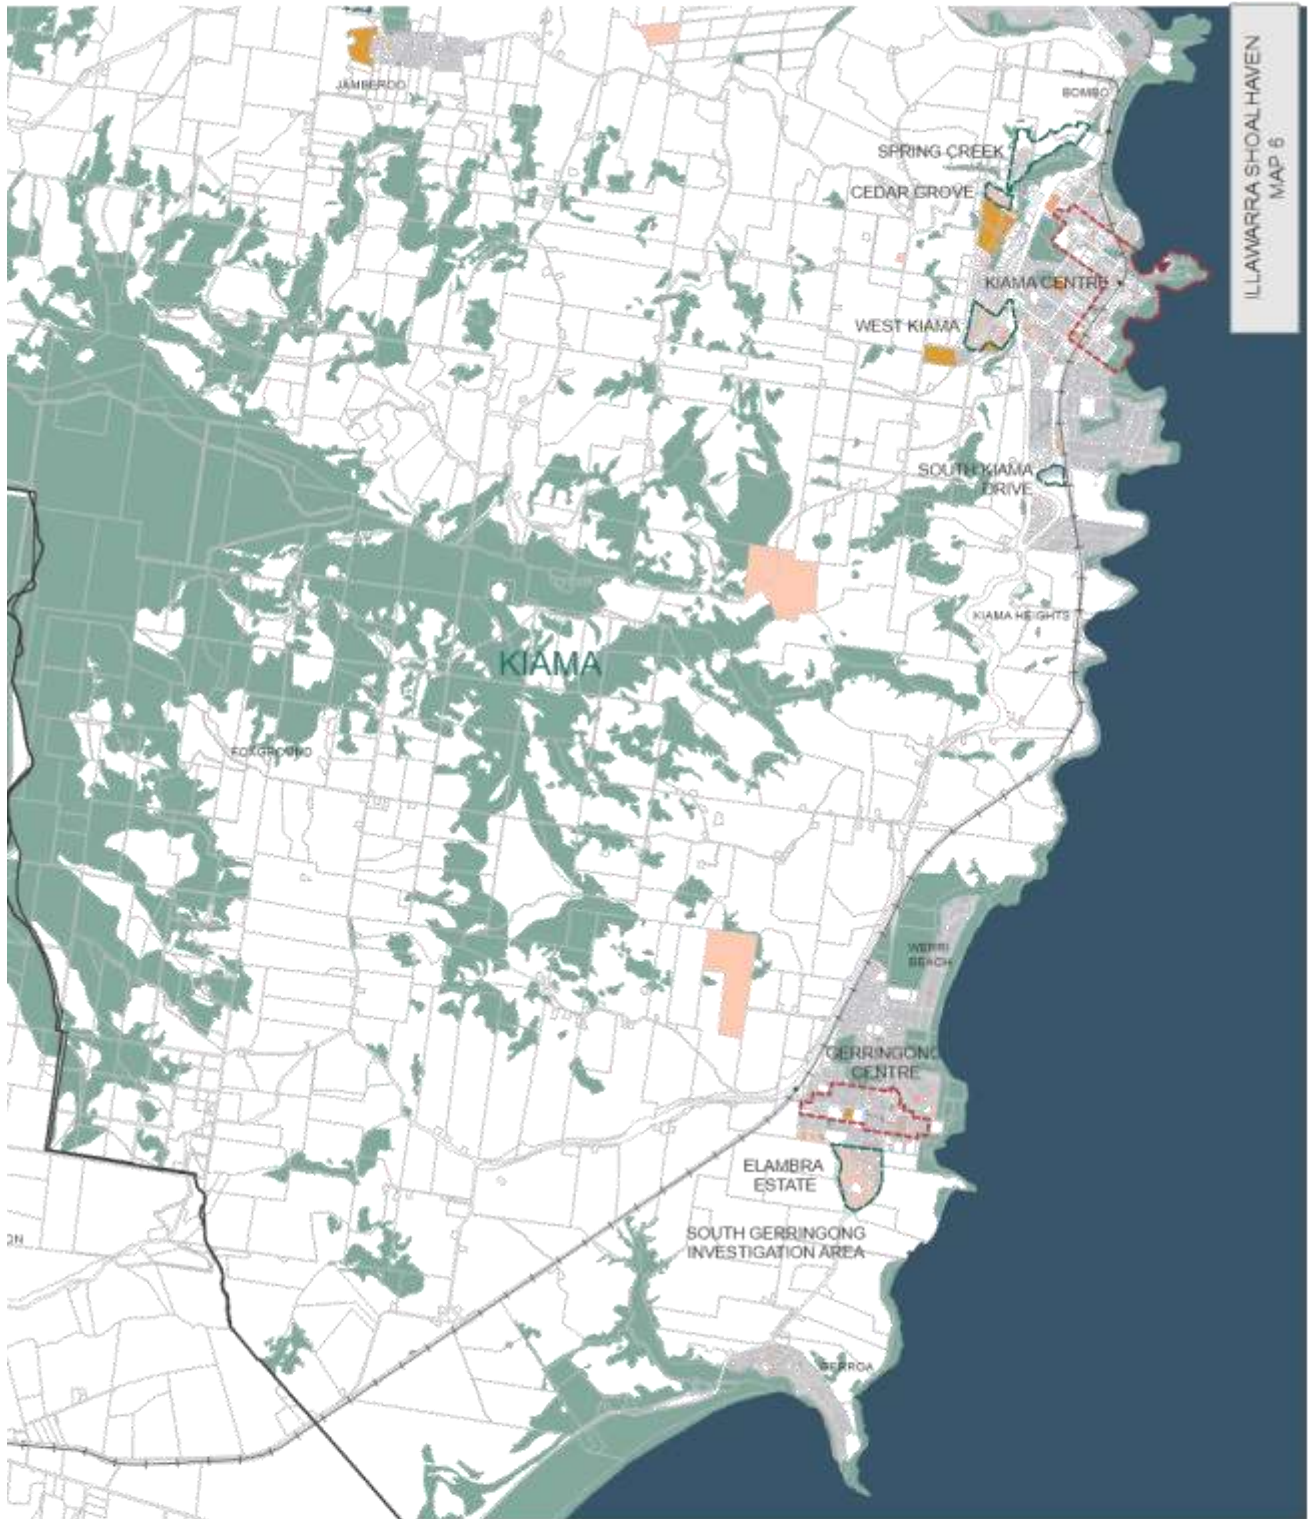 ILLAWARRA SHOALHAVEN
MAP 6
JAMBEROO
BOMBO
SPRING CREEK
CEDAR GROVE
KIAMA CENTRE
WEST KIAMA
SOUTH KIAMA
DRIVE
KIAMA HEIGHTS
KIAMA
FOXGROUND
WERRI
BEACH
GERRINGONG
CENTRE
ELAMBRA
ESTATE
SOUTH GERRINGONG
INVESTIGATION AREA
ON
GERROA